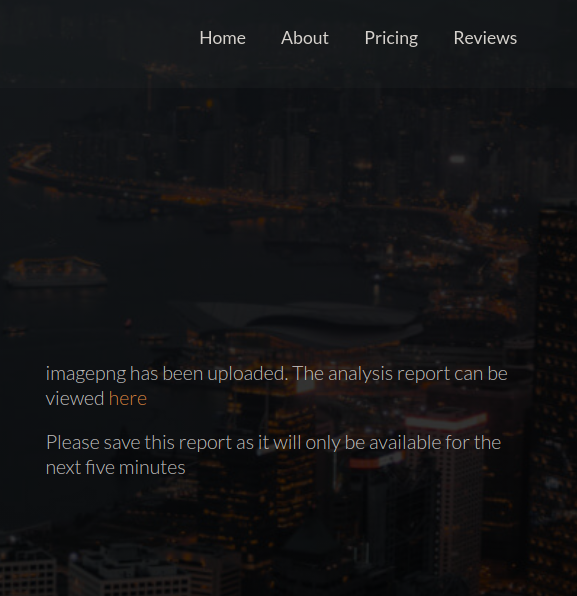 Home About Pricing Reviews
imagepng has been uploaded. The analysis report can be
viewed here
Please save this report as it will only be available for the
next five minutes